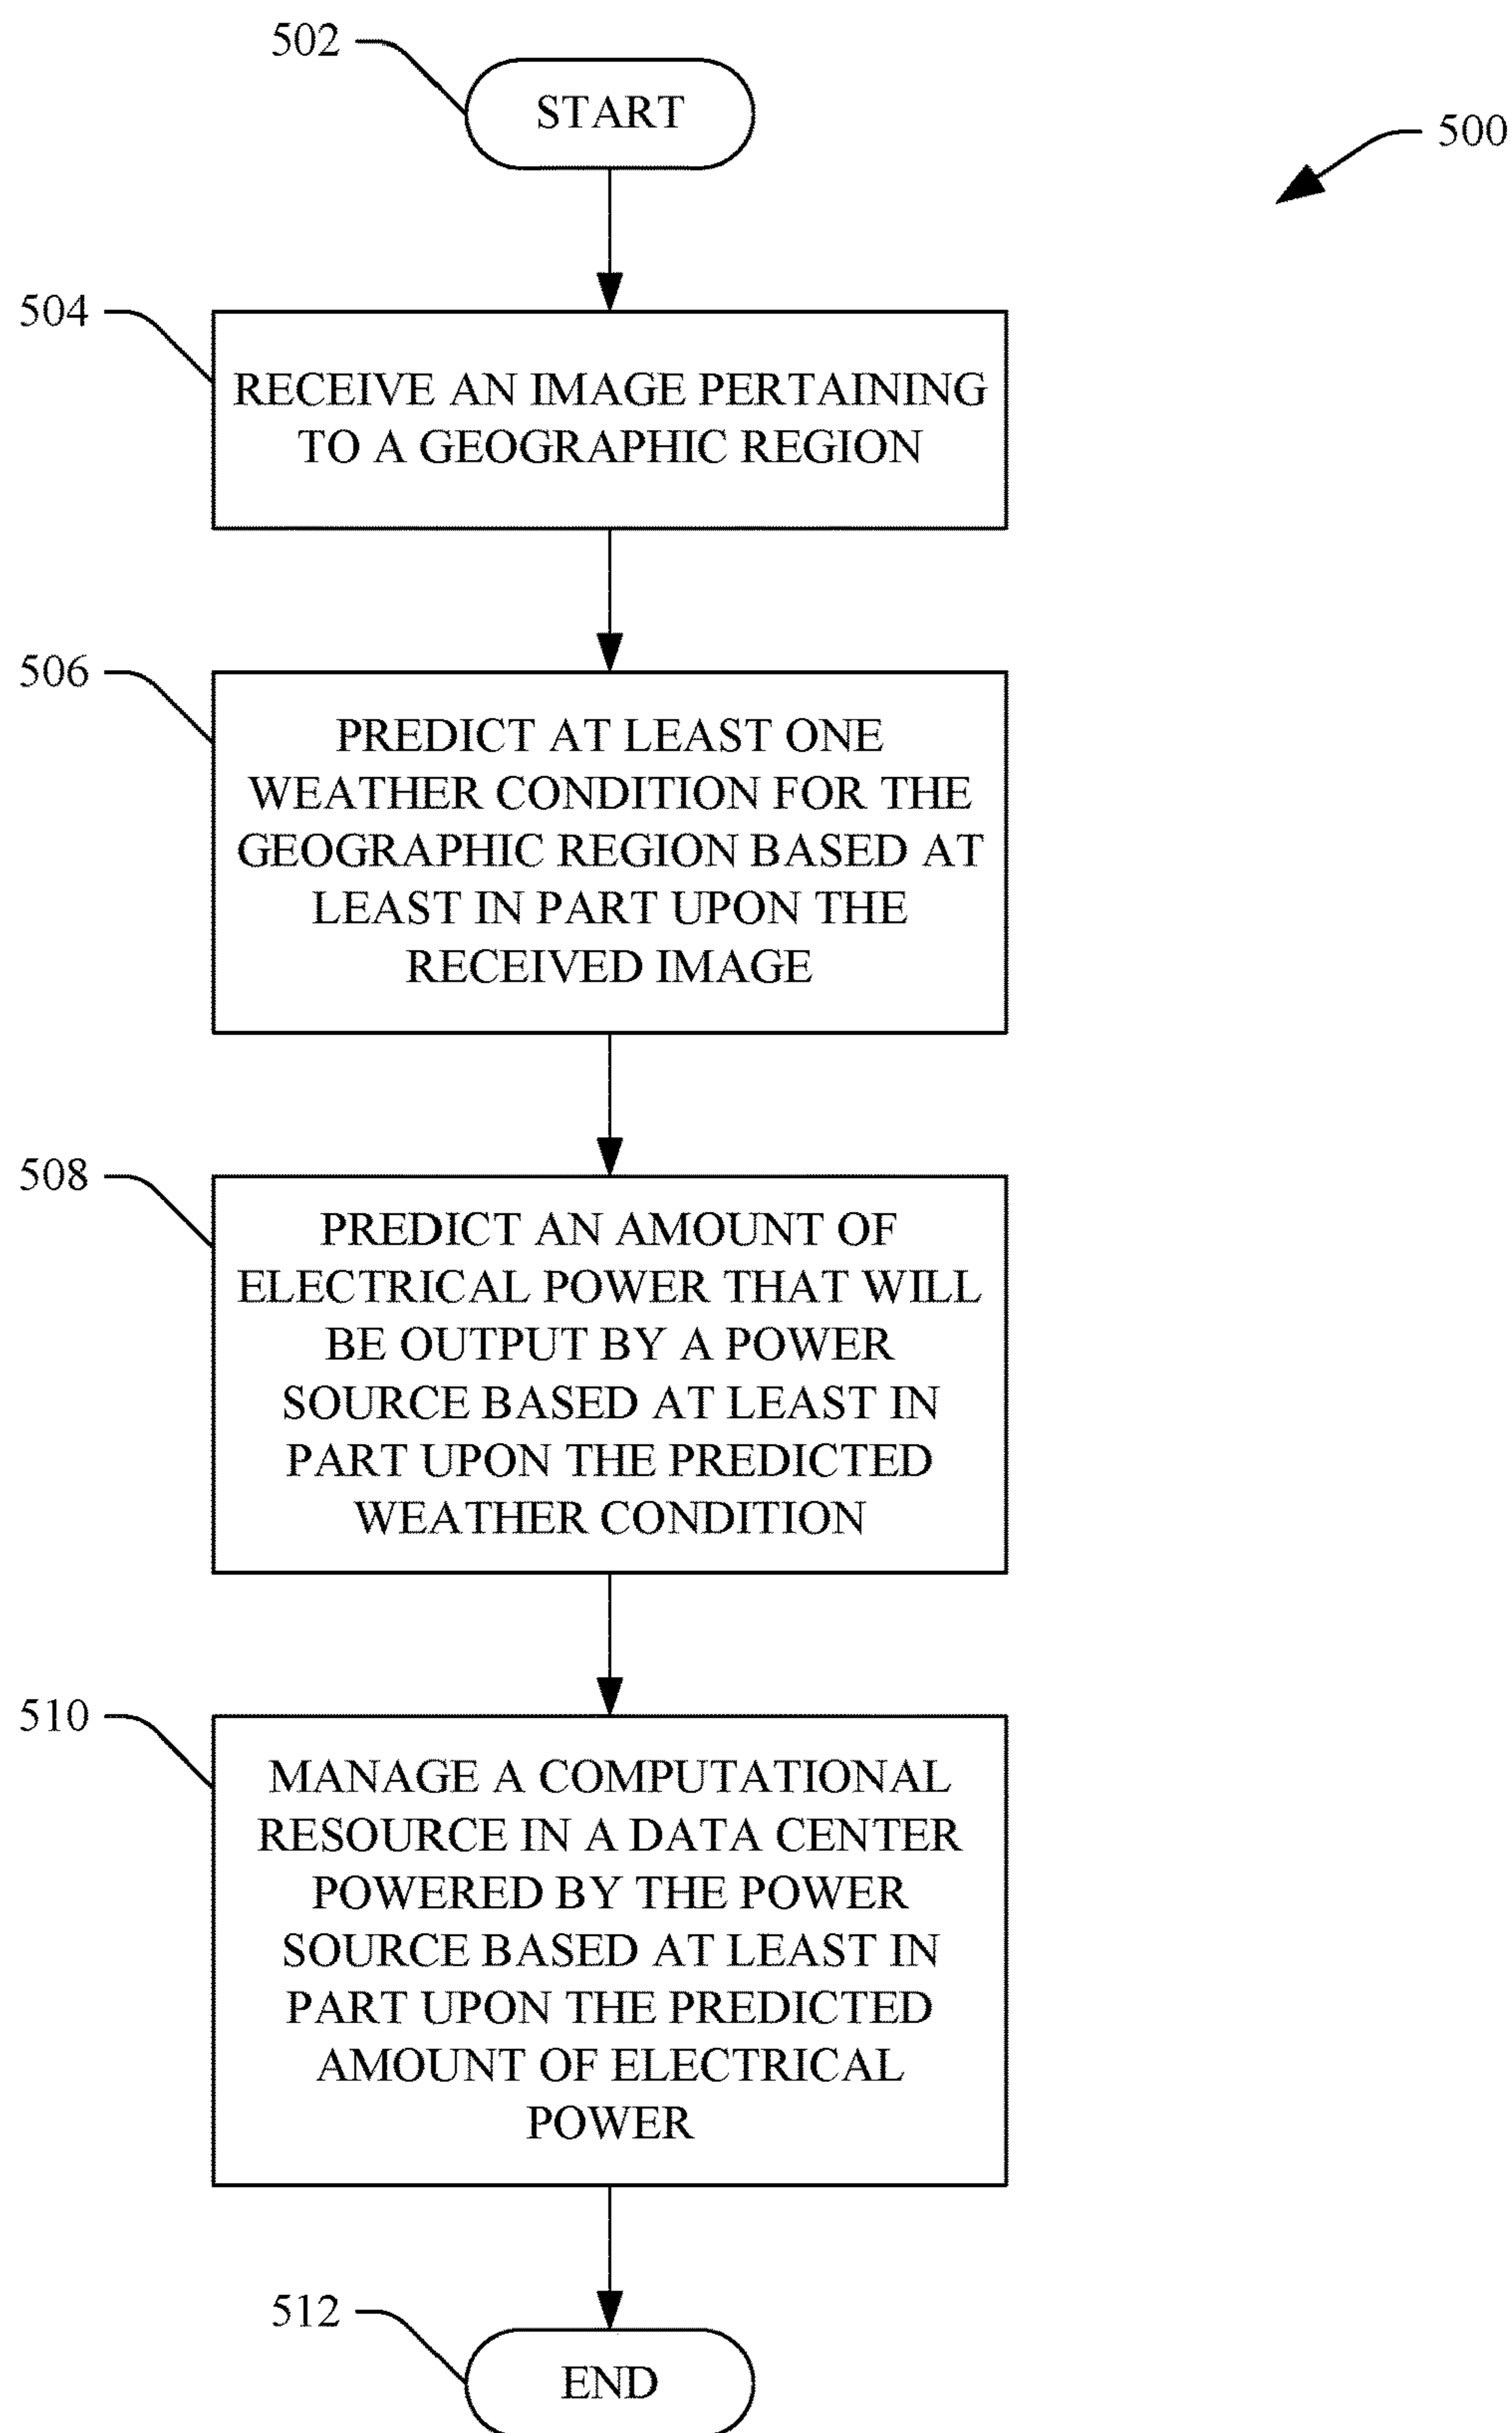 502
START
500
504
RECEIVE AN IMAGE PERTAINING
TO A GEOGRAPHIC REGION
506
PREDICT AT LEAST ONE
WEATHER CONDITION FOR THE
GEOGRAPHIC REGION BASED AT
LEAST IN PART UPON THE
RECEIVED IMAGE
508
PREDICT AN AMOUNT OF
ELECTRICAL POWER THAT WILL
BE OUTPUT BY A POWER
SOURCE BASED AT LEAST IN
PART UPON THE PREDICTED
WEATHER CONDITION
510
MANAGE A COMPUTATIONAL
RESOURCE IN A DATA CENTER
POWERED BY THE POWER
SOURCE BASED AT LEAST IN
PART UPON THE PREDICTED
AMOUNT OF ELECTRICAL
POWER
512
END